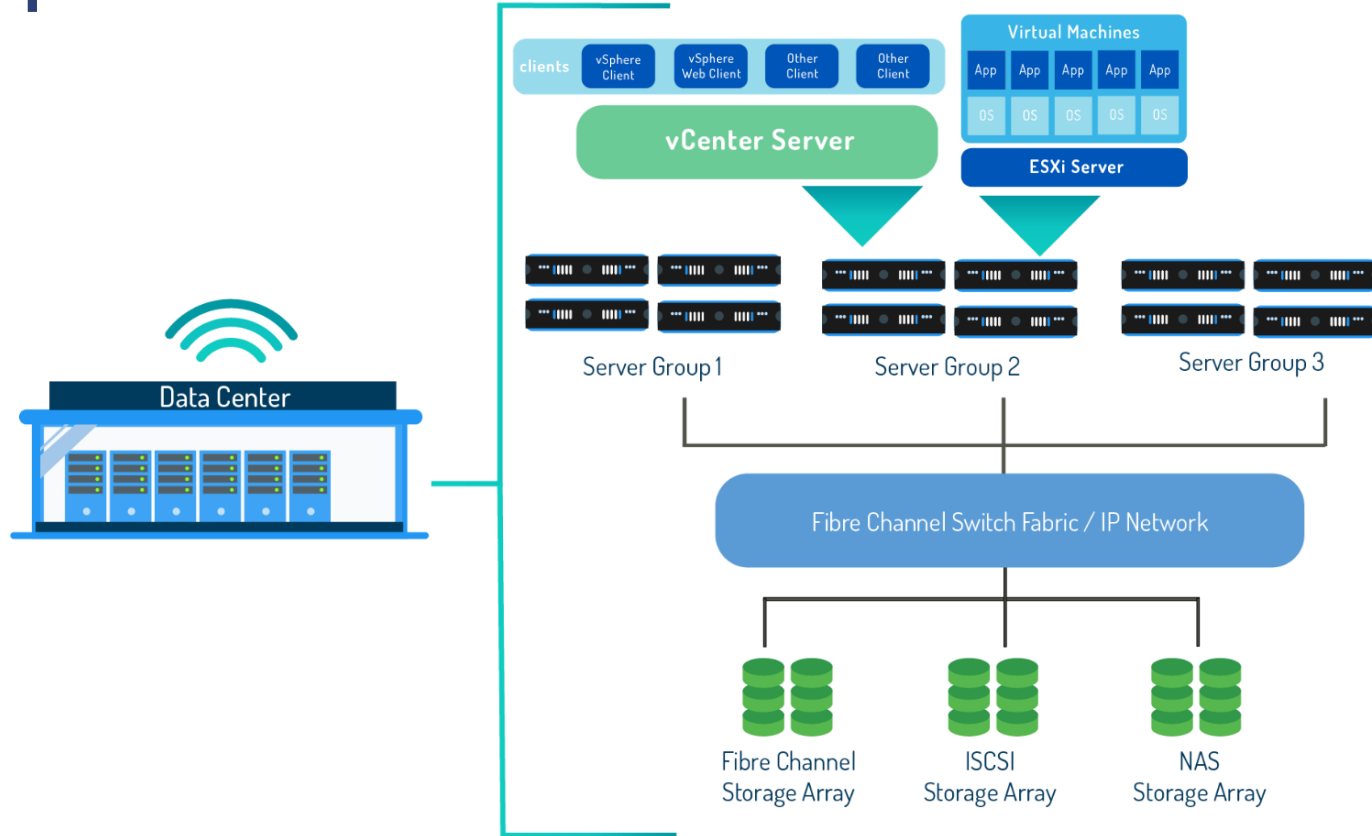 clients
vSphere
Client
vSphere
Web Client
Other
Client
Other
Client
Virtual Machines
App App App App App
OS OS OS OS OS
vCenter Server
ESXi Server
Server Group 1
Server Group 2
Server Group 3
Data Center
Fibre Channel Switch Fabric / IP Network
Fibre Channel
Storage Array
ISCSI
Storage Array
NAS
Storage Array